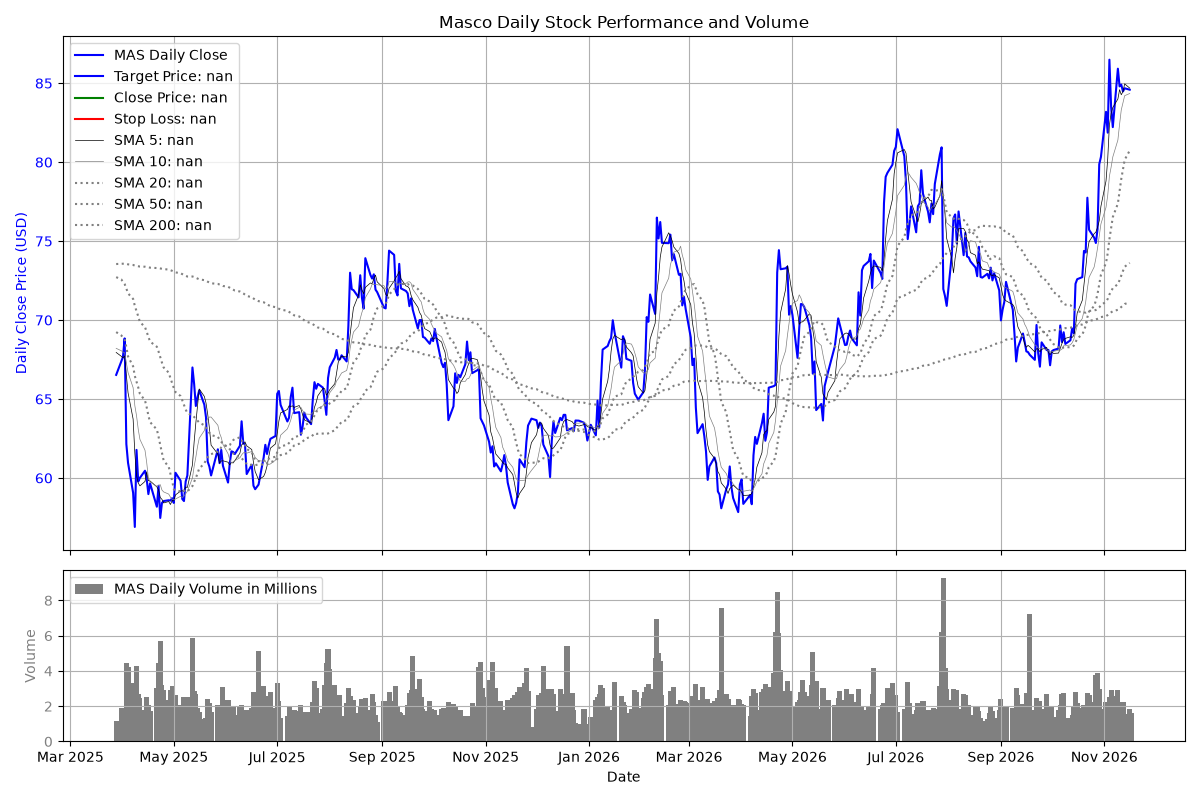 Masco Daily Stock Performance and Volume
MAS Daily Close
Target Price: nan
Close Price: nan
Stop Loss: nan
SMA 5: nan
SMA 10: nan
SMA 20: nan
SMA 50: nan
SMA 200: nan
85
80
75
70
65
60
Daily Close Price (USD)
MAS Daily Volume in Millions
8
6
4
2
0
Volume
Mar 2025
May 2025
Jul 2025
Sep 2025
Nov 2025
Jan 2026
Mar 2026
May 2026
Jul 2026
Sep 2026
Nov 2026
Date